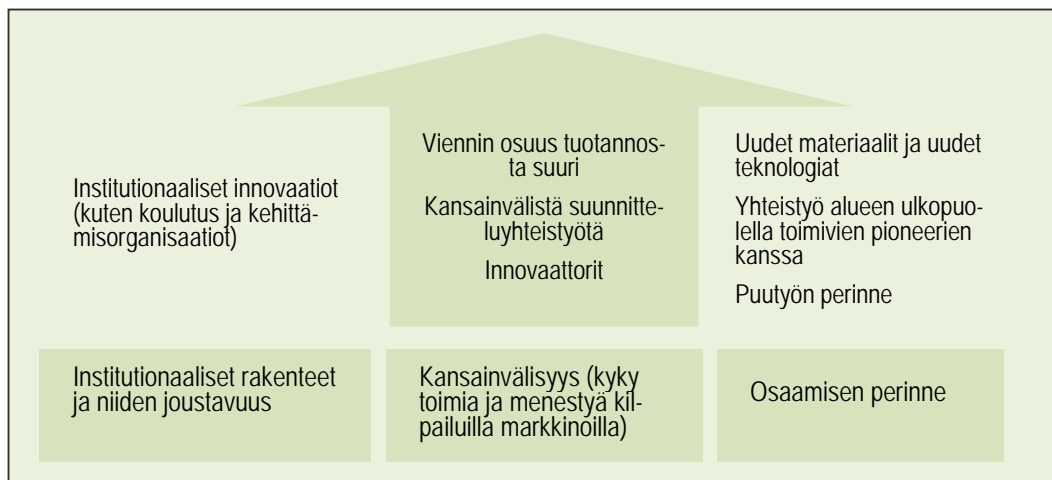 Institutionaaliset innovaatiot
(kuten koulutus ja kehittä-
misorganisaatiot)
Viennin osuus tuotannos-
ta suuri
Kansainvälistä suunnitte-
luyhteistyötä
Innovaattorit
Uudet materiaalit ja uudet
teknologiat
Yhteistyö alueen ulkopuo-
lella toimivien pioneerien
kanssa
Puutyön perinne
Institutionaaliset rakenteet
ja niiden joustavuus
Kansainvälisyys (kyky
toimia ja menestyä kil-
pailuilla markkinoilla)
Osaamisen perinne